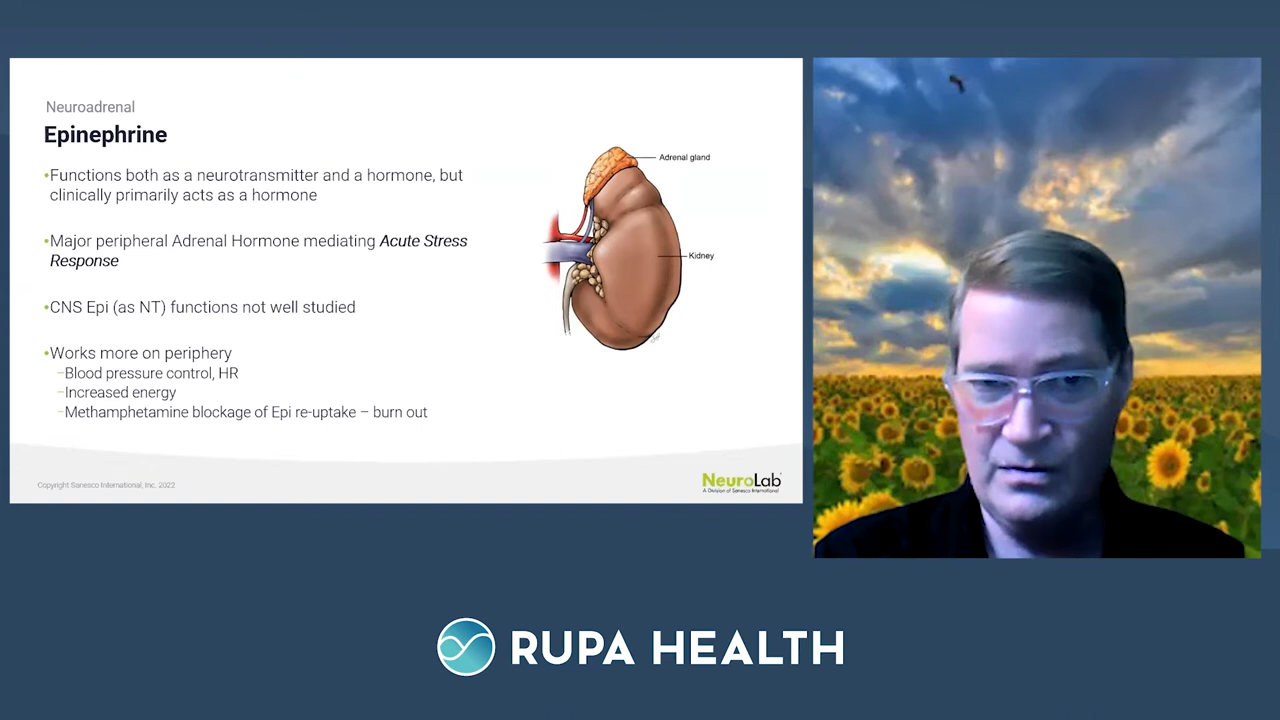 Neuroadrenal
Epinephrine
•Functions both as a neurotransmitter and a hormone, but
clinically primarily acts as a hormone
•Major peripheral Adrenal Hormone mediating Acute Stress
Response
•CNS Epi (as NT) functions not well studied
•Works more on periphery
–Blood pressure control, HR
–Increased energy
–Methamphetamine blockage of Epi re-uptake – burn out
Adrenal gland
Kidney
Copyright Sanesco International, Inc. 2022
NeuroLab
A Division of Sanesco International
RUPA HEALTH